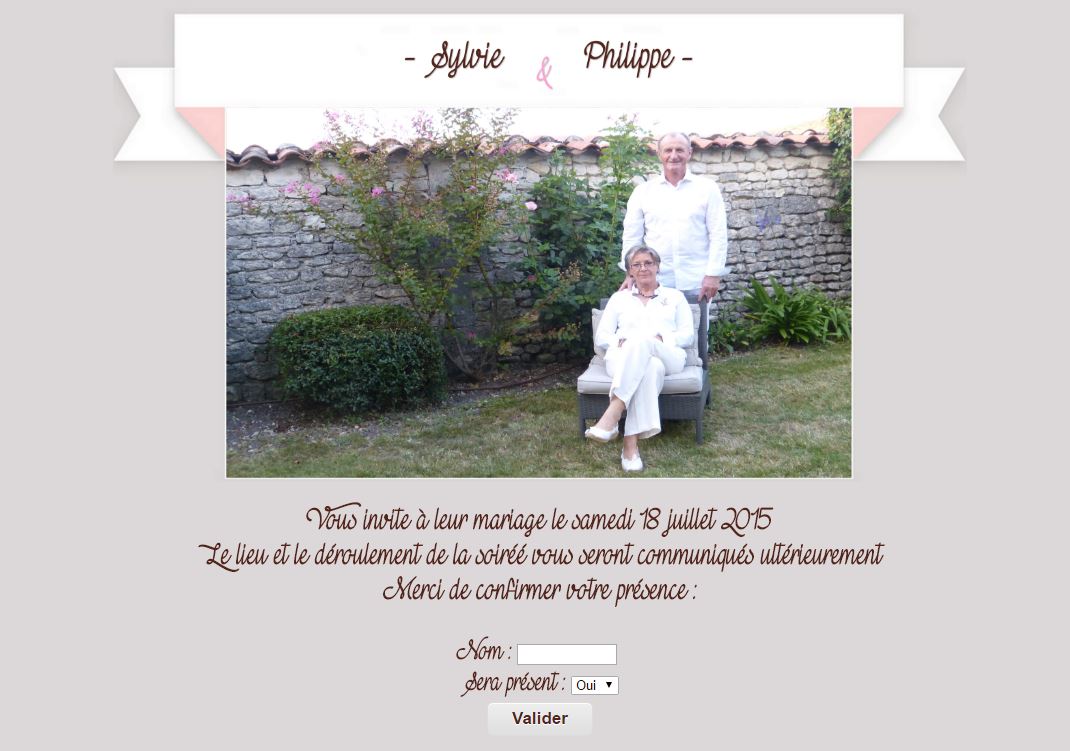 - Sylvie & Philippe -
Vous invite à leur mariage le samedi 18 juillet 2015
Le lieu et le déroulement de la soiréé vous seront communiqués ultérieurement
Merci de confirmer votre présence :
Nom :
Sera présent : Oui
Valider